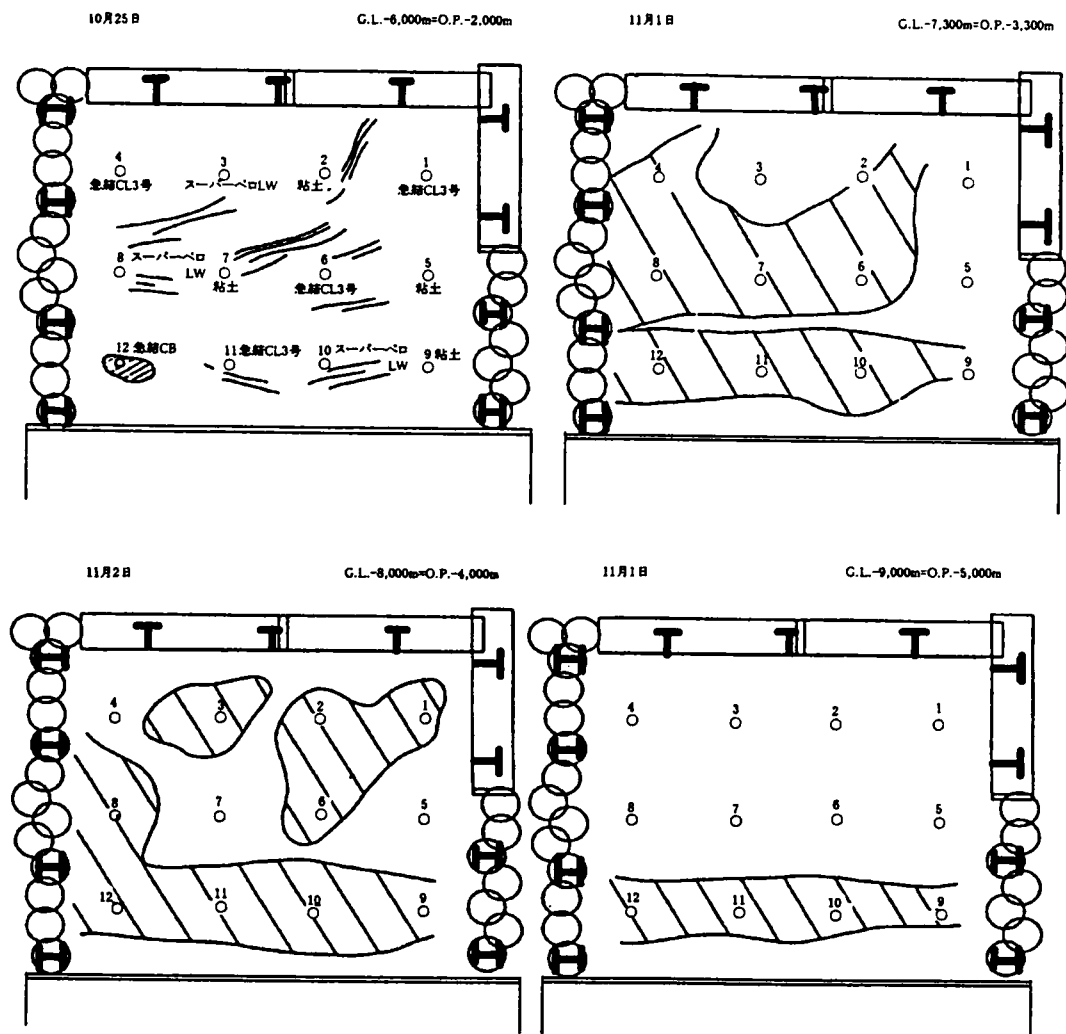 10月25日
G.L.-6,000m=O.P.-2,000m
4
3
2
1
急結CL3号
スーパーベロLW
粘土
急結CL3号
8
スーパーベロ
LW
7
粘土
6
急結CL3号
5
粘土
12 急結CB
11 急結CL3号
10 スーパーベロ
LW
9 粘土
11月1日
G.L.-7,300m=O.P.-3,300m
4
3
2
1
8
7
6
5
12
11
10
9
11月2日
G.L.-8,000m=O.P.-4,000m
4
3
2
1
8
7
6
5
12
11
10
9
11月1日
G.L.-9,000m=O.P.-5,000m
4
3
2
1
8
7
6
5
12
11
10
9